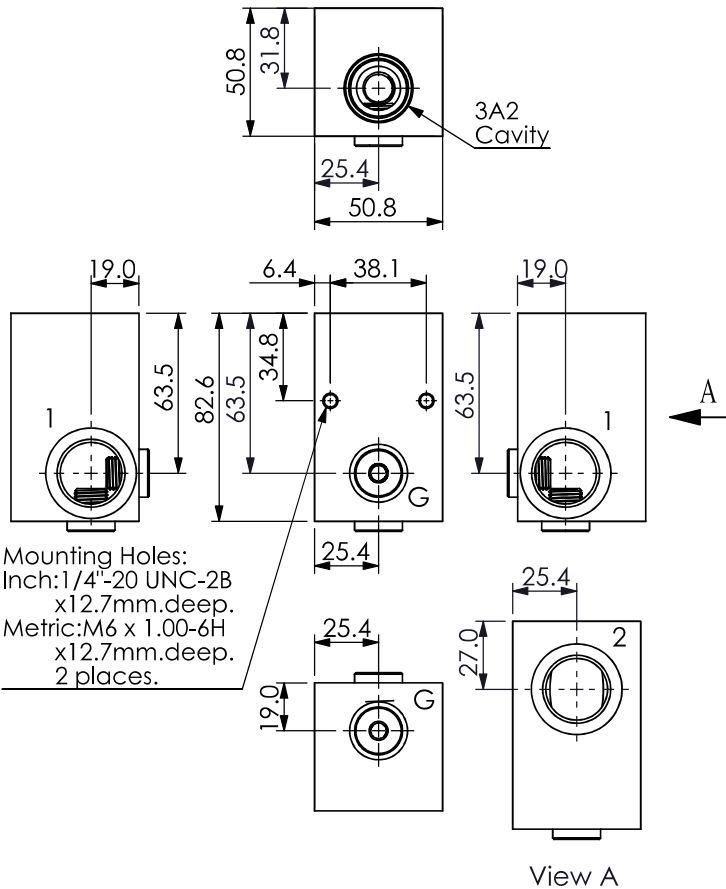 50.8
31.8
3A2
Cavity
25.4
50.8
19.0
6.4
38.1
19.0
63.5
82.6
63.5
34.8
63.5
A
1
1
G
25.4
Mounting Holes:
Inch:1/4"-20 UNC-2B
x12.7mm.deep.
Metric:M6 x 1.00-6H
x12.7mm.deep.
2 places.
25.4
19.0
G
25.4
27.0
2
View A